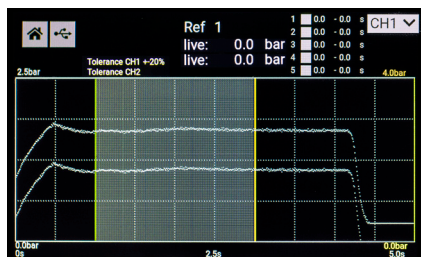 Ref 1
live: 0.0 bar
live: 0.0 bar
1 0.0 - 0.0 s
2 0.0 - 0.0 s
3 0.0 - 0.0 s
4 0.0 - 0.0 s
5 0.0 - 0.0 s
CH1
Tolerance CH1 +-20%
Tolerance CH2
2.5bar
4.0bar
0.0bar
0.0bar
0s
2.5s
5.0s